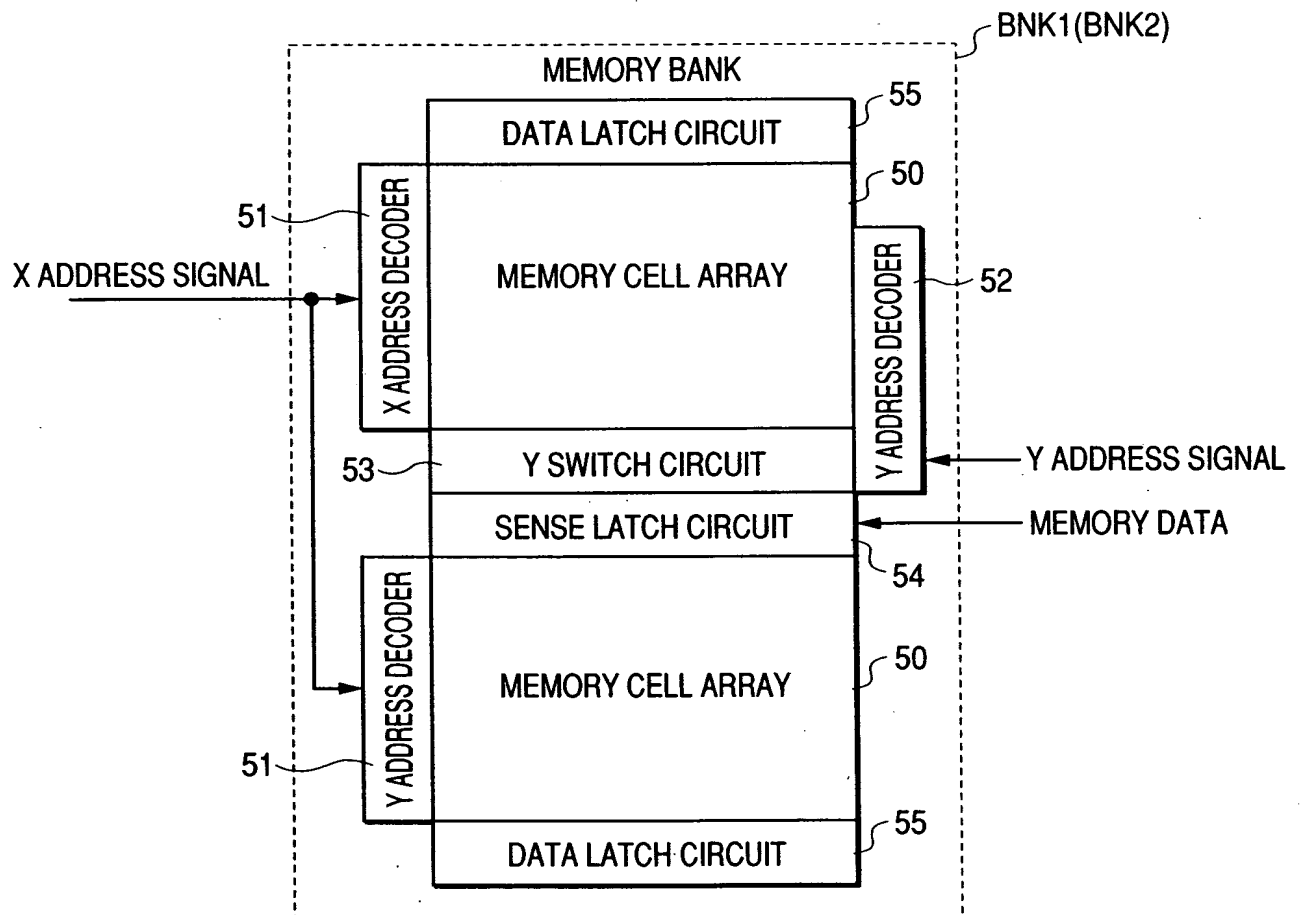 BNK1(BNK2)
MEMORY BANK
DATA LATCH CIRCUIT
55
50
51
X ADDRESS DECODER
MEMORY CELL ARRAY
X ADDRESS SIGNAL
Y ADDRESS DECODER
52
53
Y SWITCH CIRCUIT
Y ADDRESS SIGNAL
SENSE LATCH CIRCUIT
MEMORY DATA
54
Y ADDRESS DECODER
MEMORY CELL ARRAY
50
51
DATA LATCH CIRCUIT
55